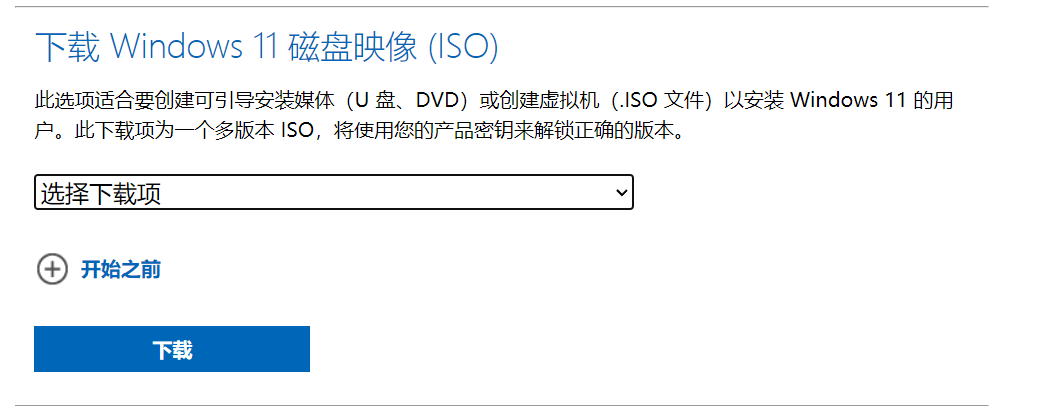 下载 Windows 11 磁盘映像 (ISO)
此选项适合要创建可引导安装媒体（U 盘、DVD）或创建虚拟机（.ISO 文件）以安装 Windows 11 的用
户。此下载项为一个多版本 ISO，将使用您的产品密钥来解锁正确的版本。
选择下载项
开始之前
下载